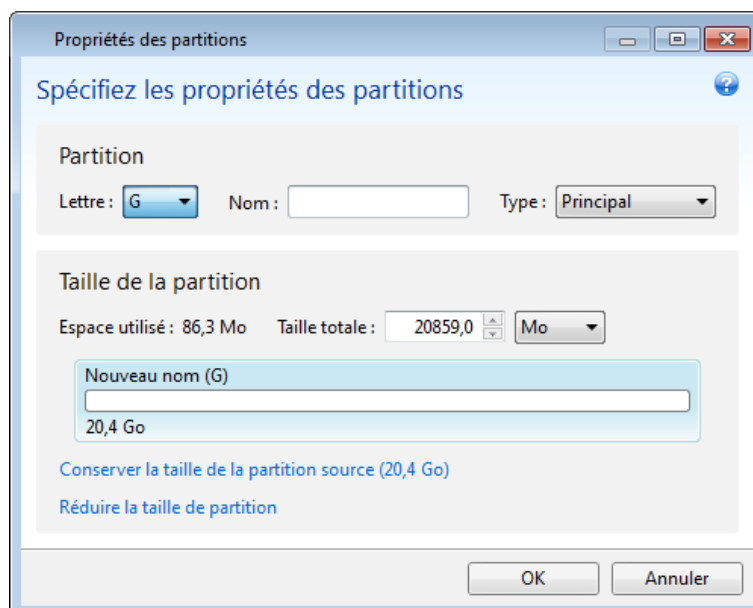 Propriétés des partitions
Spécifiez les propriétés des partitions
?
Partition
Lettre : G Nom : Type : Principal
Taille de la partition
Espace utilisé : 86,3 Mo Taille totale : 20859,0 Mo
Nouveau nom (G)
20,4 Go
Conserver la taille de la partition source (20,4 Go)
Réduire la taille de partition
OK Annuler